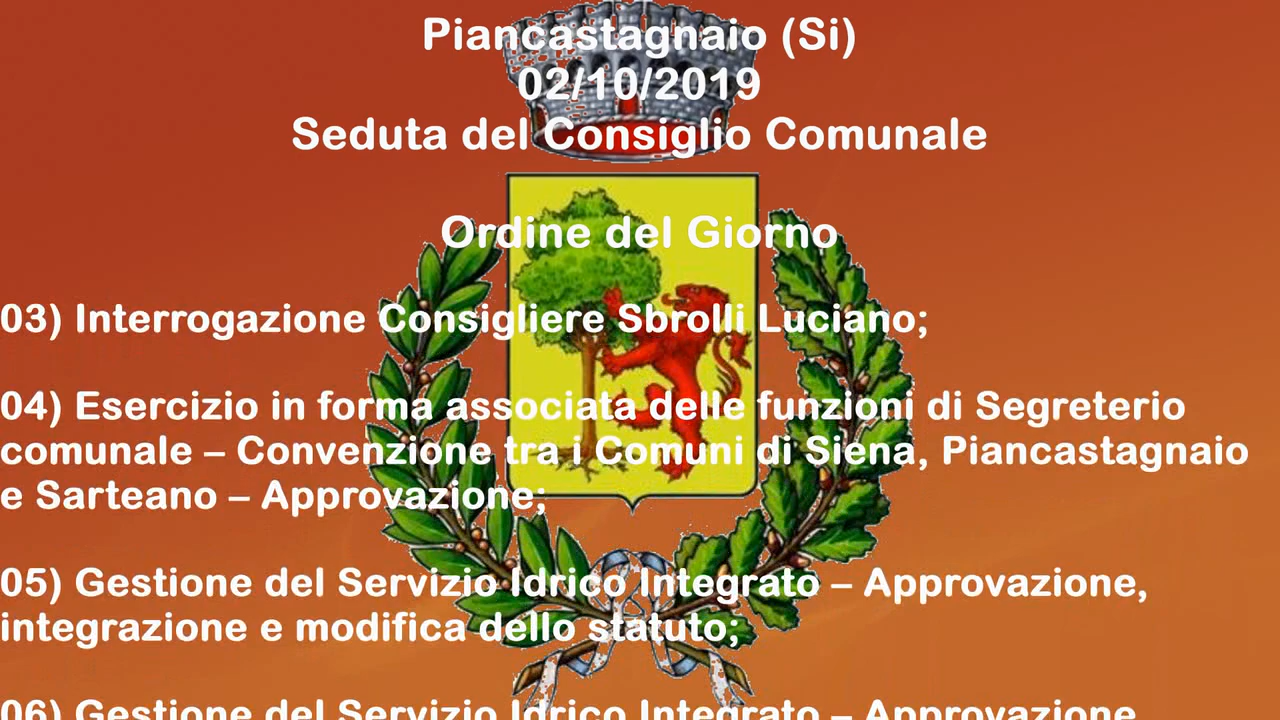 Piancastagnaio (Si)
02/10/2019
Seduta del Consiglio Comunale
Ordine del Giorno
03) Interrogazione Consigliere Sbrolli Luciano;
04) Esercizio in forma associata delle funzioni di Segreterio
comunale – Convenzione tra i Comuni di Siena, Piancastagnaio
e Sarteano – Approvazione;
05) Gestione del Servizio Idrico Integrato – Approvazione,
integrazione e modifica dello statuto;
06) Gestione del Servizio Idrico Integrato – Approvazione